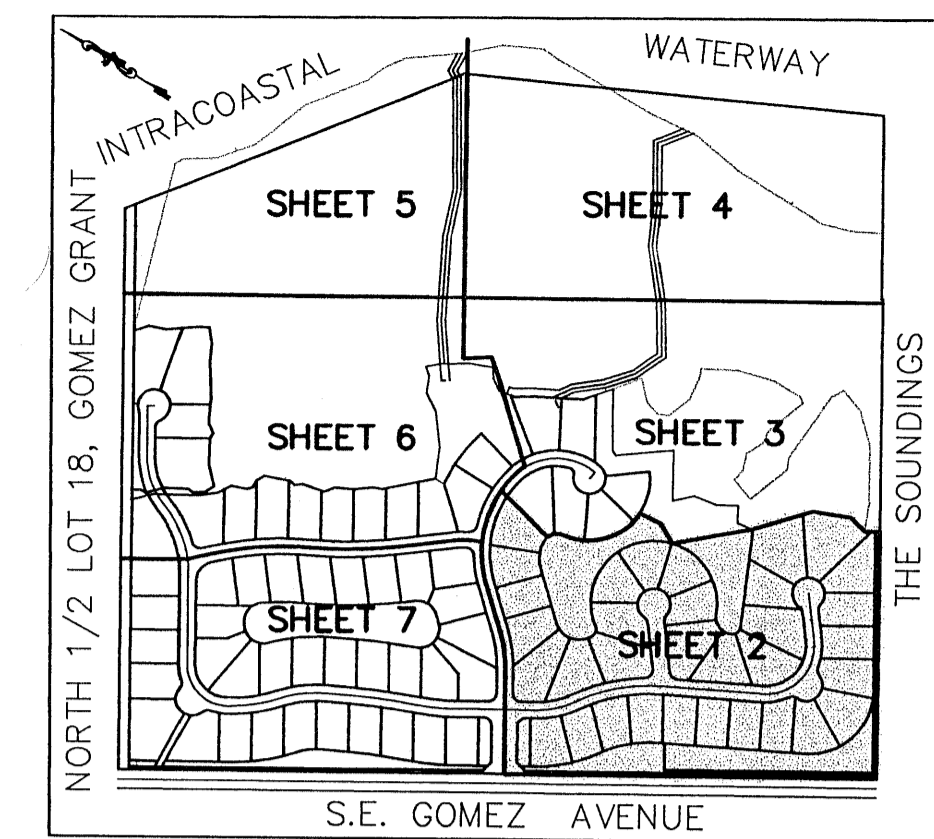 INTRACOASTAL
WATERWAY
NORTH 1/2 LOT 18, GOMEZ GRANT
SHEET 5
SHEET 4
SHEET 6
SHEET 3
THE SOUNDINGS
SHEET 7
SHEET 2
S.E. GOMEZ AVENUE